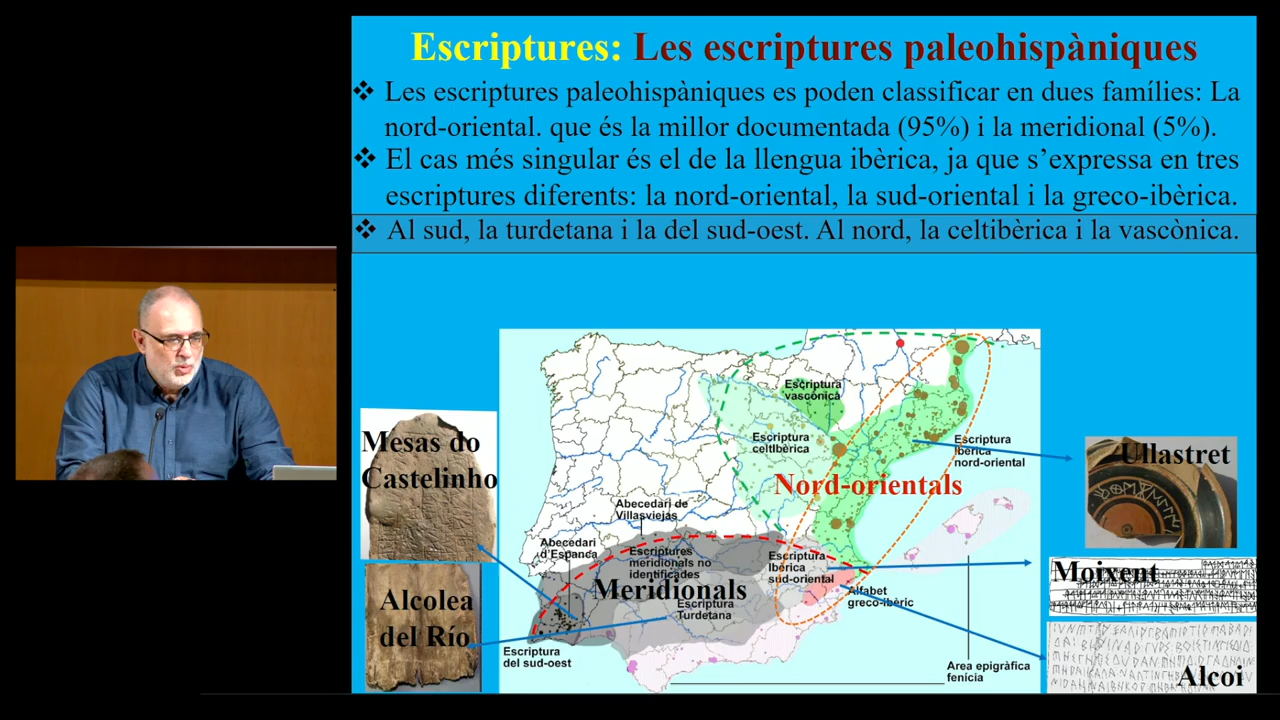 Escriptures: Les escriptures paleohispàniques
❖ Les escriptures paleohispàniques es poden classificar en dues famílies: La
nord-oriental. que és la millor documentada (95%) i la meridional (5%).
❖ El cas més singular és el de la llengua ibèrica, ja que s’expressa en tres
escriptures diferents: la nord-oriental, la sud-oriental i la greco-ibèrica.
❖ Al sud, la turdetana i la del sud-oest. Al nord, la celtibèrica i la vascònica.
Mesas do
Castelinho
Alcolea
del Río
Escriptura
vascònica
Escriptura
celtibèrica
Escriptura
ibèrica
nord-oriental
Nord-orientals
Abecedari de
Villasviejas
Abecedari
d'Espanca
Escriptures
meridionals no
identificades
Meridionals
Escriptura
Turdetana
Escriptura
Ibèrica
sud-oriental
Alfabet
greco-ibèric
Escriptura
del sud-oest
Area epigràfica
fenícia
Ullastret
Moixent
Alcoi